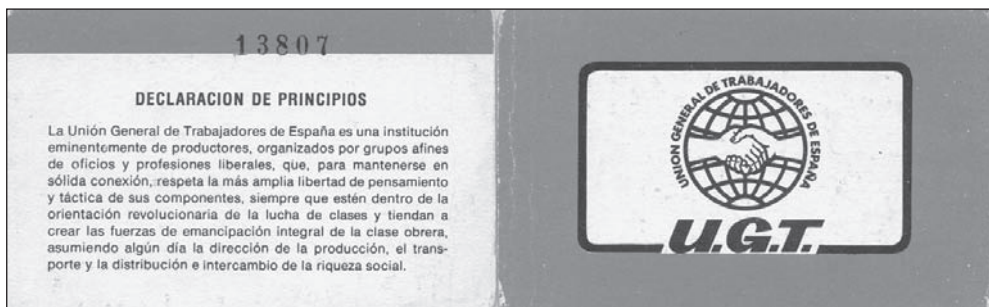 13807
DECLARACION DE PRINCIPIOS
La Unión General de Trabajadores de España es una institución
eminentemente de productores, organizados por grupos afines
de oficios y profesiones liberales, que, para mantenerse en
sólida conexión, respeta la más amplia libertad de pensamiento
y táctica de sus componentes, siempre que estén dentro de la
orientación revolucionaria de la lucha de clases y tiendan a
crear las fuerzas de emancipación integral de la clase obrera,
asumiendo algún día la dirección de la producción, el trans-
porte y la distribución e intercambio de la riqueza social.
UNION GENERAL DE TRABAJADORES DE ESPAÑA
U.G.T.